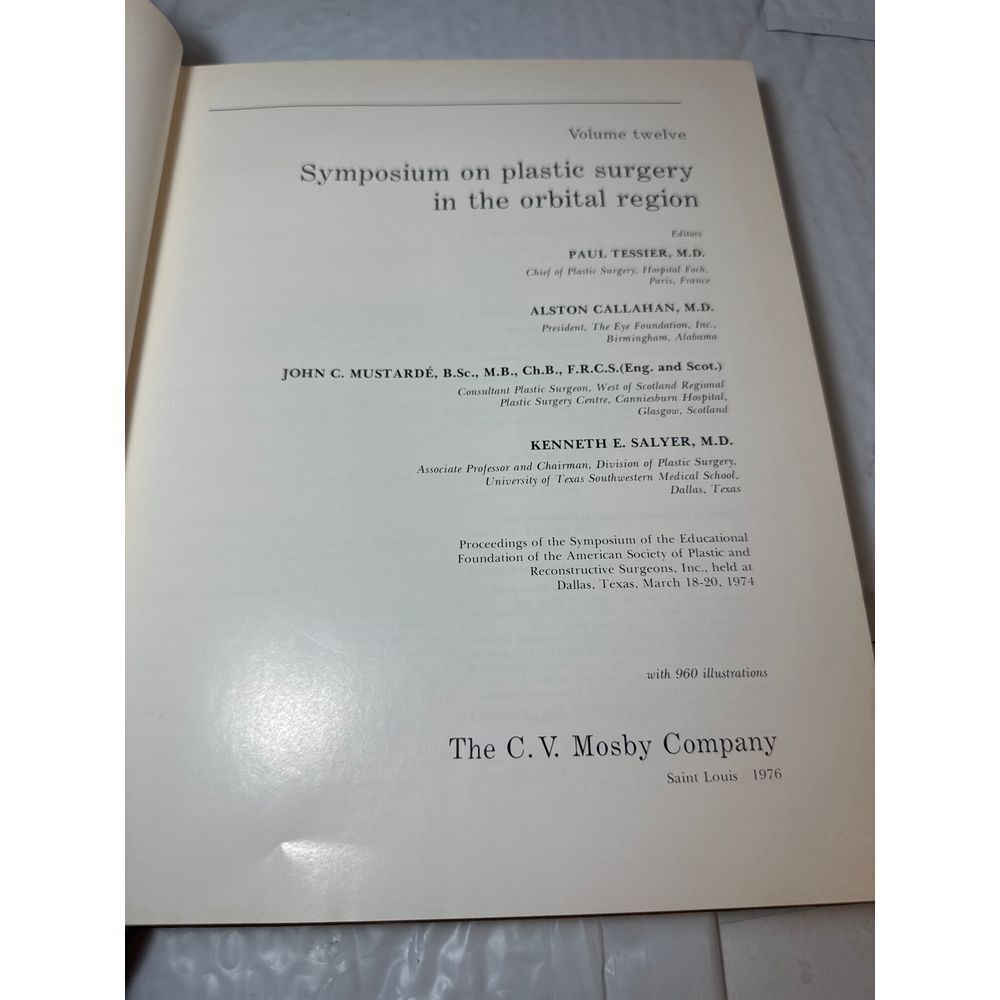 Volume twelve
Symposium on plastic surgery
in the orbital region
Editors
PAUL TESSIER, M.D.
Chief of Plastic Surgery, Hospital Foch,
Paris, France
ALSTON CALLAHAN, M.D.
President, The Eye Foundation, Inc.,
Birmingham, Alabama
JOHN C. MUSTARDÉ, B.Sc., M.B., Ch.B., F.R.C.S.(Eng. and Scot.)
Consultant Plastic Surgeon, West of Scotland Regional
Plastic Surgery Centre, Canniesburn Hospital,
Glasgow, Scotland
KENNETH E. SALYER, M.D.
Associate Professor and Chairman, Division of Plastic Surgery,
University of Texas Southwestern Medical School,
Dallas, Texas
Proceedings of the Symposium of the Educational
Foundation of the American Society of Plastic and
Reconstructive Surgeons, Inc., held at
Dallas, Texas, March 18-20, 1974
with 960 illustrations
The C. V. Mosby Company
Saint Louis 1976